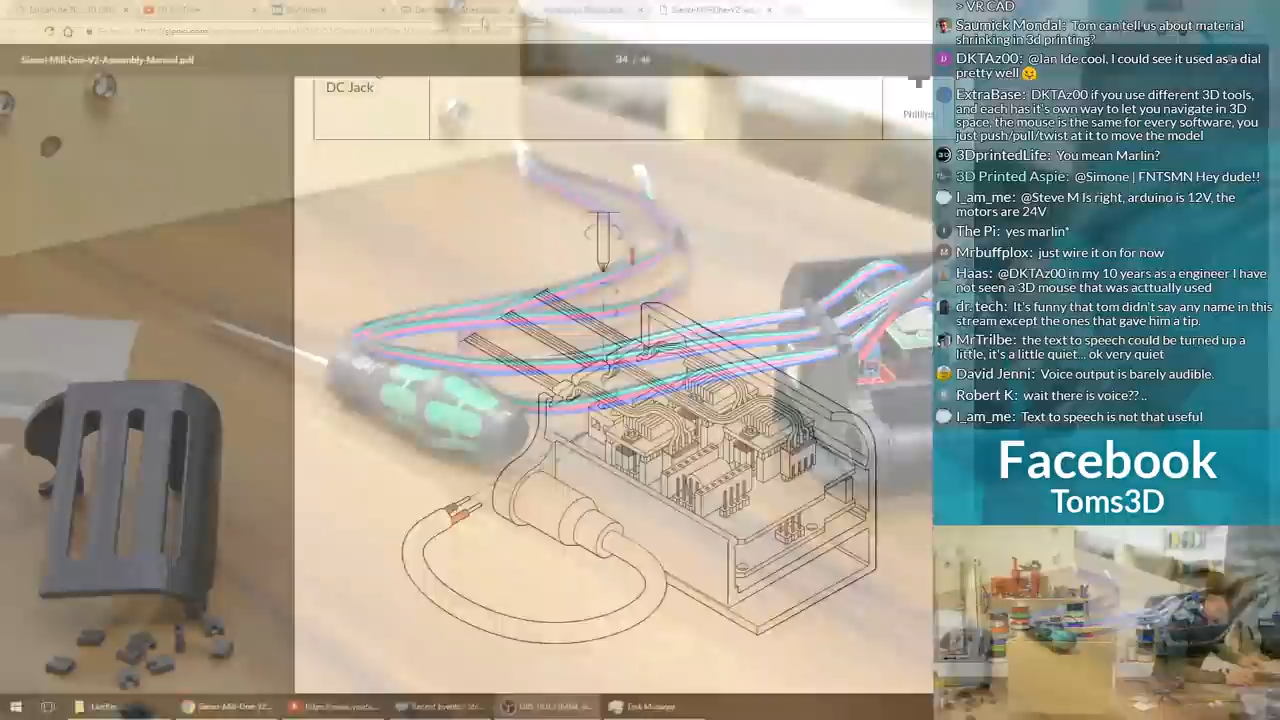 Sienci-Mill-One-V2-Assembly-Manual.pdf
34 / 46
DC Jack
Phillips
> VR CAD
Saumick Mondal: Tom can tell us about material
shrinking in 3d printing?
DKTAz00: @Ian Ide cool, I could see it used as a dial
pretty well
ExtraBase: DKTAz00 if you use different 3D tools,
and each has it's own way to let you navigate in 3D
space, the mouse is the same for every software, you
just push/pull/twist at it to move the model
3DprintedLife: You mean Marlin?
3D Printed Aspie: @Simone | FNTSMN Hey dude!!
I_am_me: @Steve M Is right, arduino is 12V, the
motors are 24V
The Pi: yes marlin*
Mrbuffplox: just wire it on for now
Haas: @DKTAz00 in my 10 years as a engineer I have
not seen a 3D mouse that was acttually used
dr. tech: It's funny that tom didn't say any name in this
stream except the ones that gave him a tip.
MrTrilbe: the text to speech could be turned up a
little, it's a little quiet... ok very quiet
David Jenni: Voice output is barely audible.
Robert K: wait there is voice?? ..
I_am_me: Text to speech is not that useful
Facebook
Toms3D